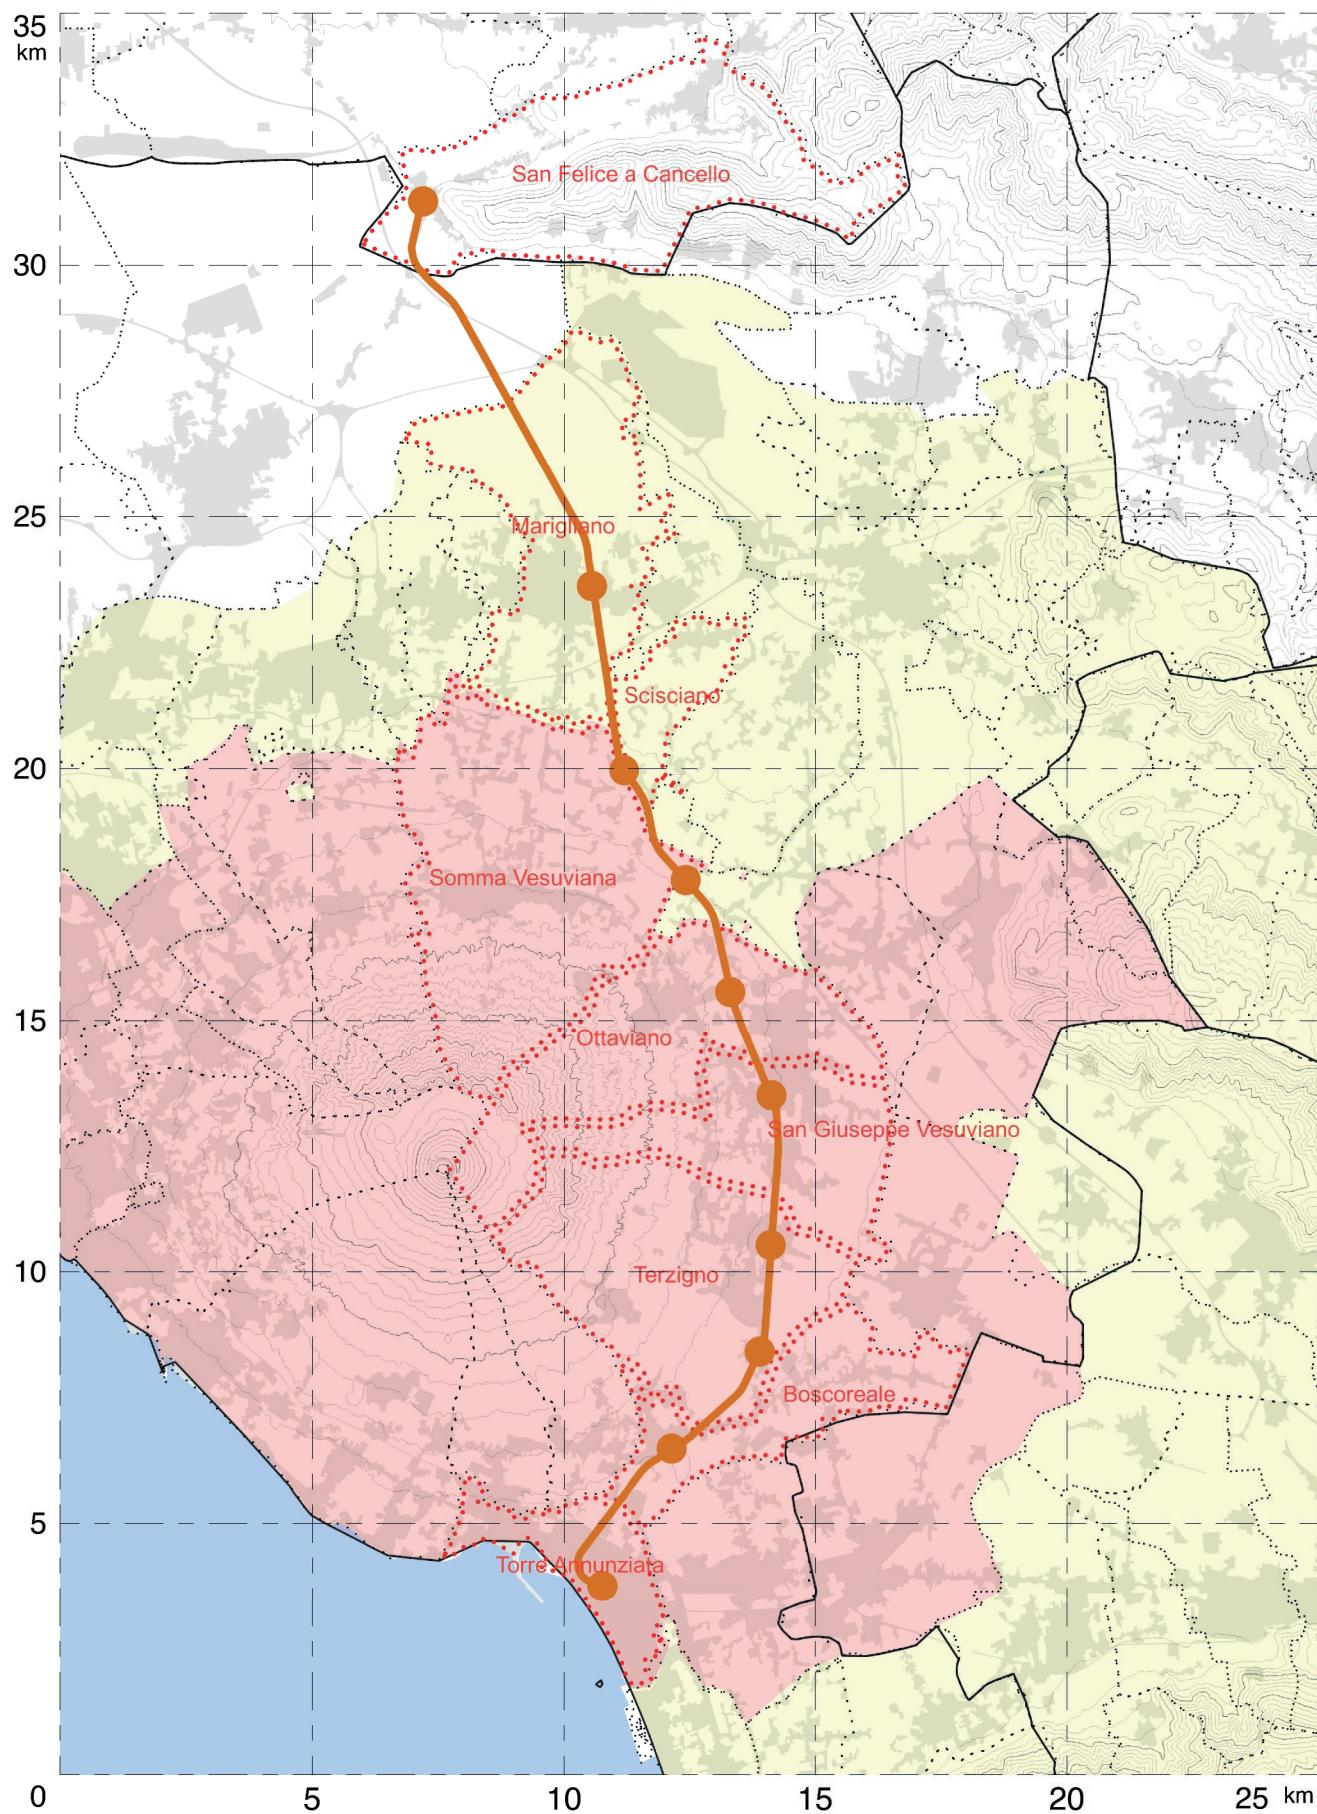 35
km
San Felice a Cancello
30
25
Marigliano
Scisciano
20
Somma Vesuviana
15
Ottaviano
San Giuseppe Vesuviano
10
Terzigno
Boscoreale
5
Torre Annunziata
0
5
10
15
20
25 km